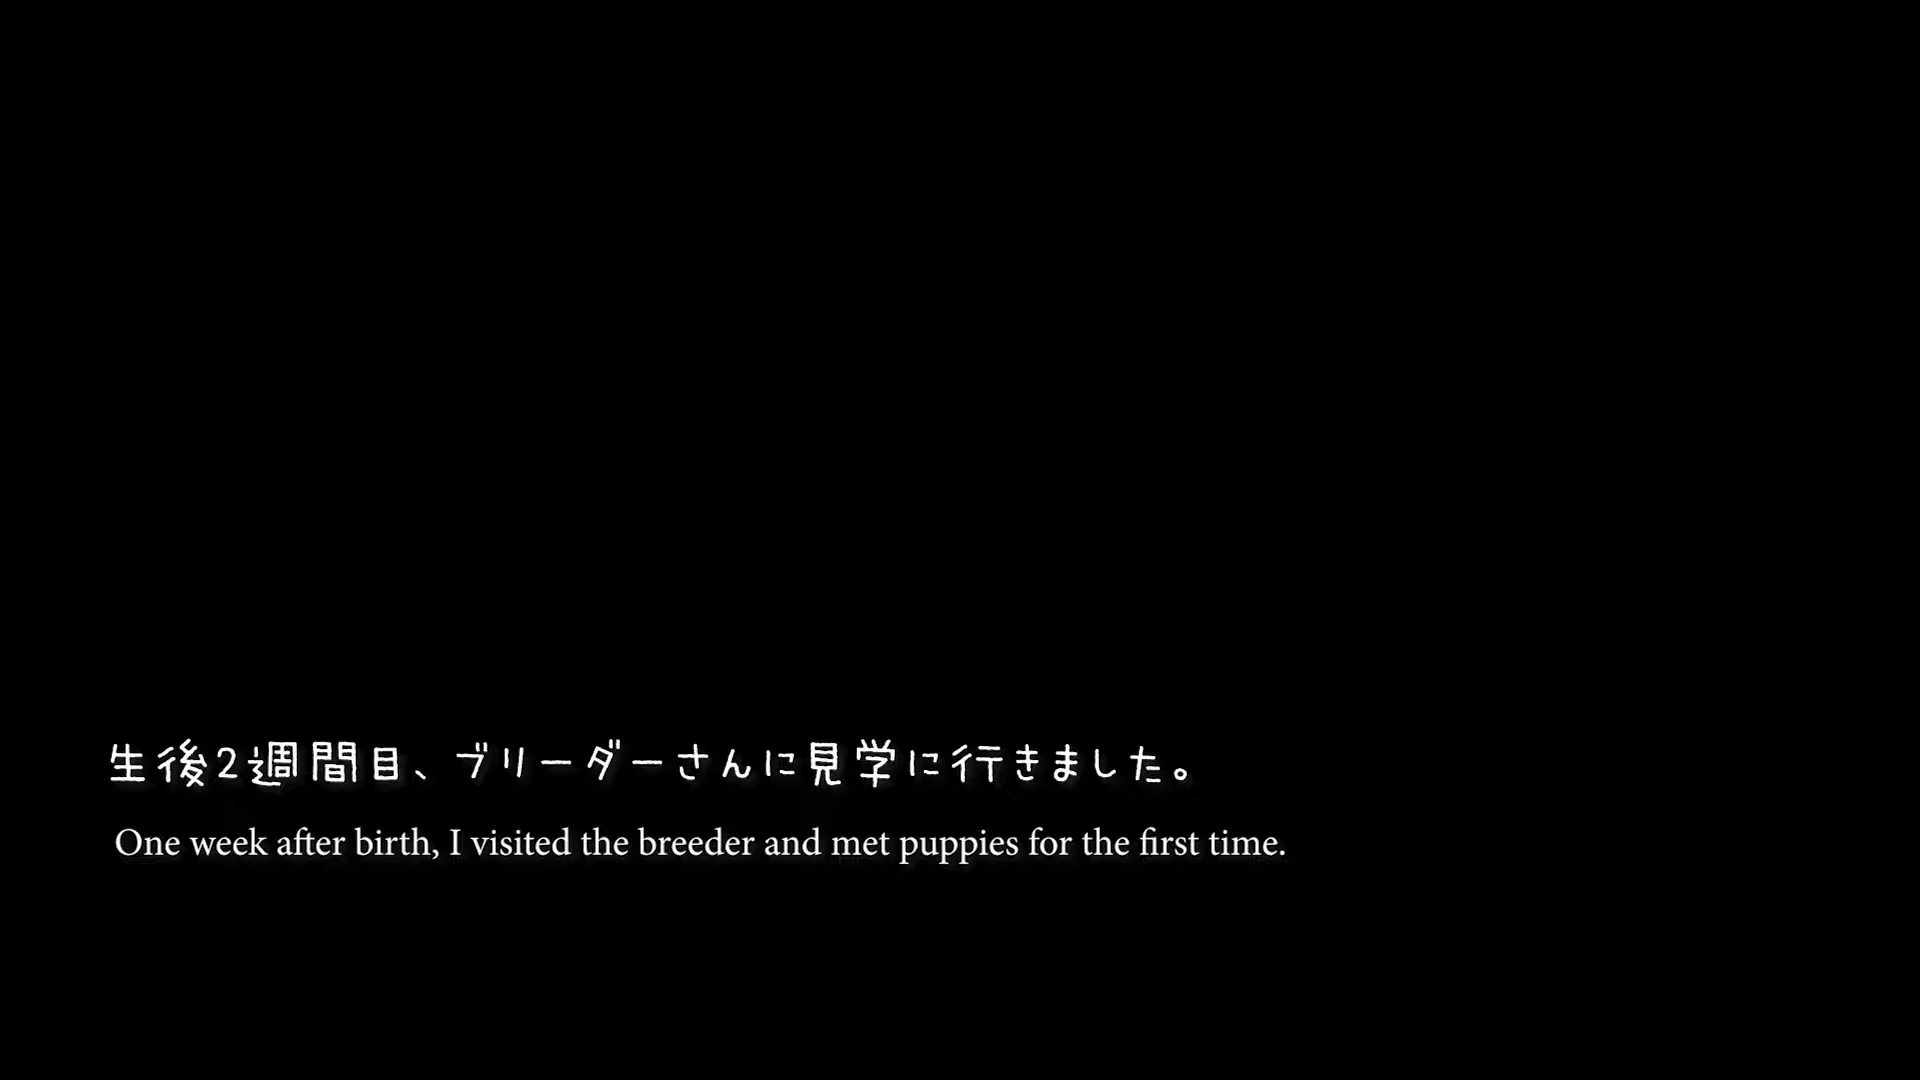 生後2週間目、ブリーダーさんに見学に行きました。
One week after birth, I visited the breeder and met puppies for the first time.